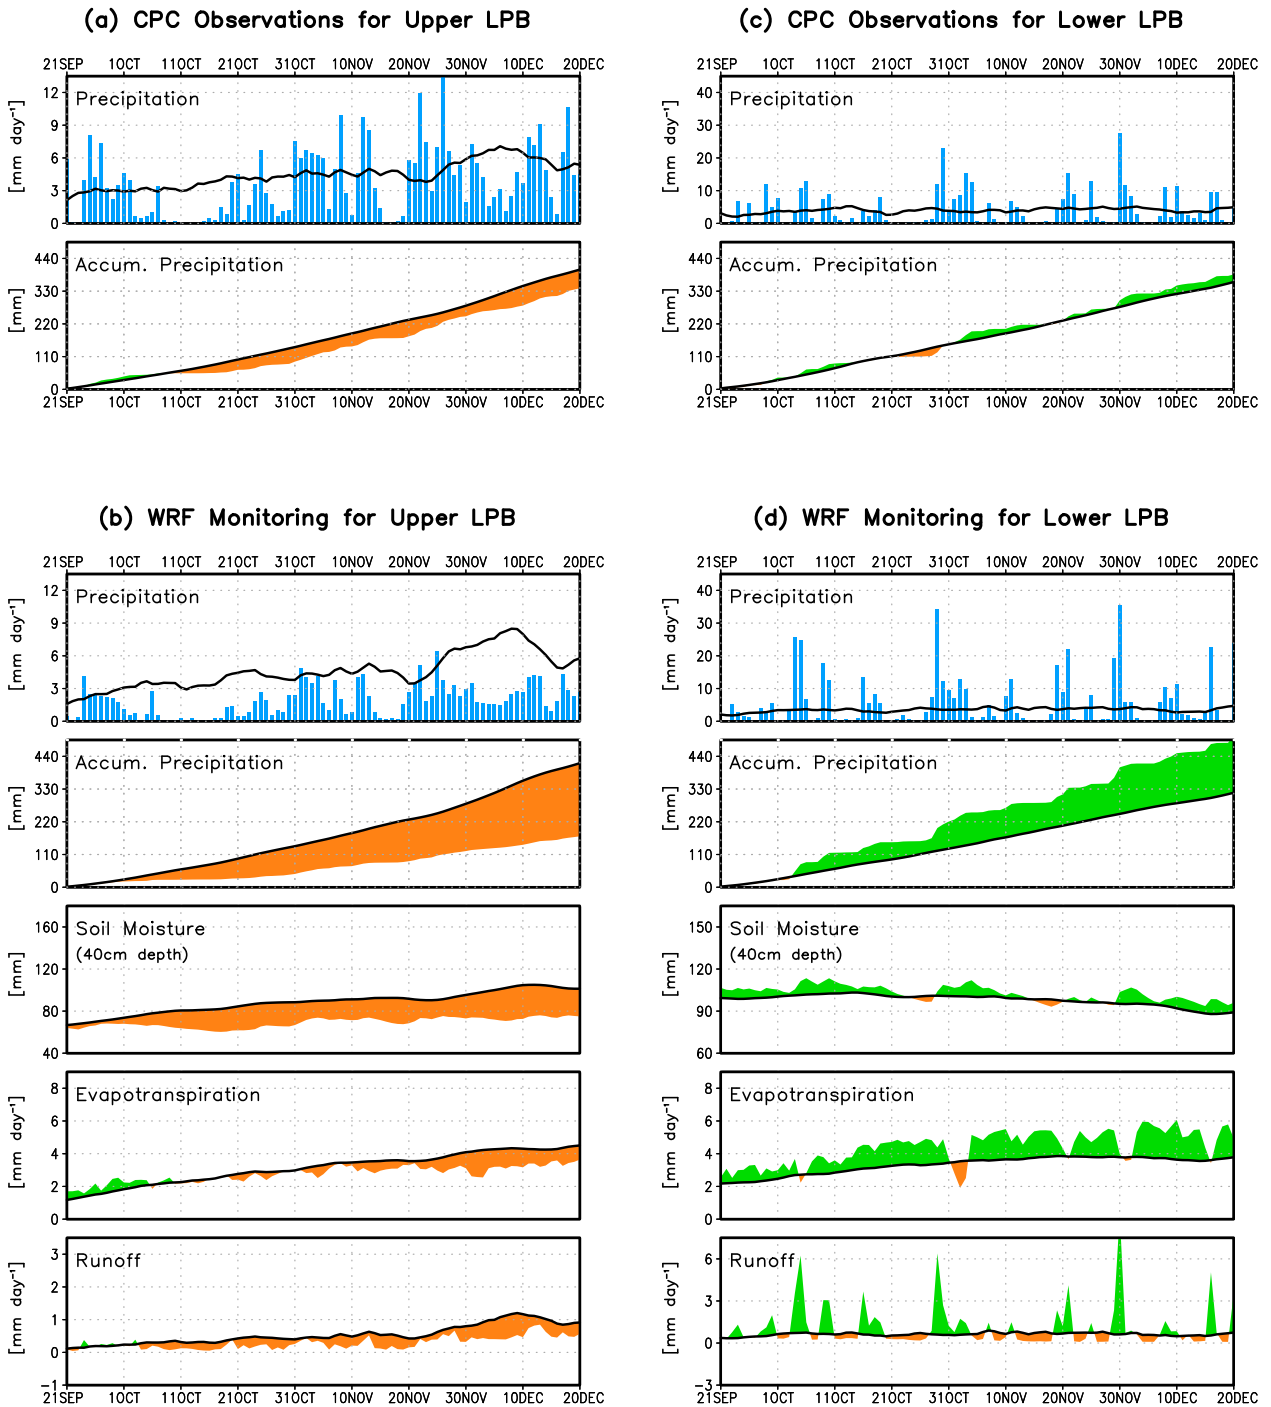 (a) CPC Observations for Upper LPB
21SEP 1OCT 11OCT 21OCT 31OCT 10NOV 20NOV 30NOV 10DEC 20DEC
Precipitation
[mm day⁻¹]
12
9
6
3
0
Accum. Precipitation
[mm]
440
330
220
110
0
21SEP 1OCT 11OCT 21OCT 31OCT 10NOV 20NOV 30NOV 10DEC 20DEC
(c) CPC Observations for Lower LPB
21SEP 1OCT 11OCT 21OCT 31OCT 10NOV 20NOV 30NOV 10DEC 20DEC
Precipitation
[mm day⁻¹]
40
30
20
10
0
Accum. Precipitation
[mm]
440
330
220
110
0
21SEP 1OCT 11OCT 21OCT 31OCT 10NOV 20NOV 30NOV 10DEC 20DEC
(b) WRF Monitoring for Upper LPB
21SEP 1OCT 11OCT 21OCT 31OCT 10NOV 20NOV 30NOV 10DEC 20DEC
Precipitation
[mm day⁻¹]
12
9
6
3
0
Accum. Precipitation
[mm]
440
330
220
110
0
Soil Moisture
(40cm depth)
[mm]
160
120
80
40
Evapotranspiration
[mm day⁻¹]
8
6
4
2
0
Runoff
[mm day⁻¹]
3
2
1
0
-1
21SEP 1OCT 11OCT 21OCT 31OCT 10NOV 20NOV 30NOV 10DEC 20DEC
(d) WRF Monitoring for Lower LPB
21SEP 1OCT 11OCT 21OCT 31OCT 10NOV 20NOV 30NOV 10DEC 20DEC
Precipitation
[mm day⁻¹]
40
30
20
10
0
Accum. Precipitation
[mm]
440
330
220
110
0
Soil Moisture
(40cm depth)
[mm]
150
120
90
60
Evapotranspiration
[mm day⁻¹]
8
6
4
2
0
Runoff
[mm day⁻¹]
6
3
0
-3
21SEP 1OCT 11OCT 21OCT 31OCT 10NOV 20NOV 30NOV 10DEC 20DEC